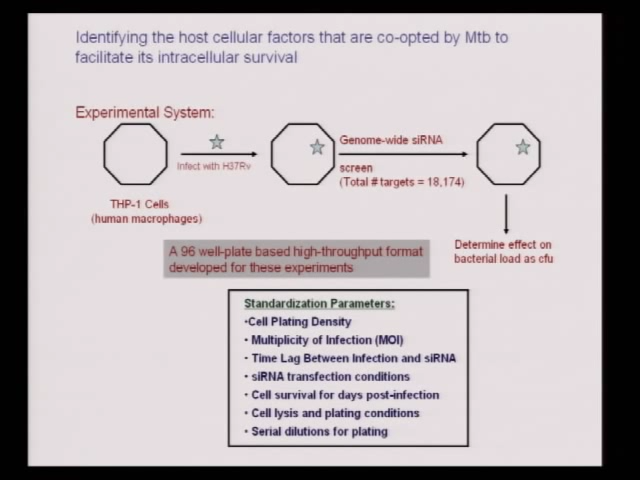 Identifying the host cellular factors that are co-opted by Mtb to
facilitate its intracellular survival
Experimental System:
Infect with H37Rv
Genome-wide siRNA
screen
(Total # targets = 18,174)
THP-1 Cells
(human macrophages)
Determine effect on
bacterial load as cfu
A 96 well-plate based high-throughput format
developed for these experiments
Standardization Parameters:
•Cell Plating Density
• Multiplicity of Infection (MOI)
• Time Lag Between Infection and siRNA
• siRNA transfection conditions
• Cell survival for days post-infection
• Cell lysis and plating conditions
• Serial dilutions for plating